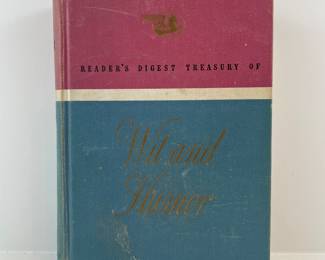 READER'S DIGEST TREASURY OF
Wit and
Humor